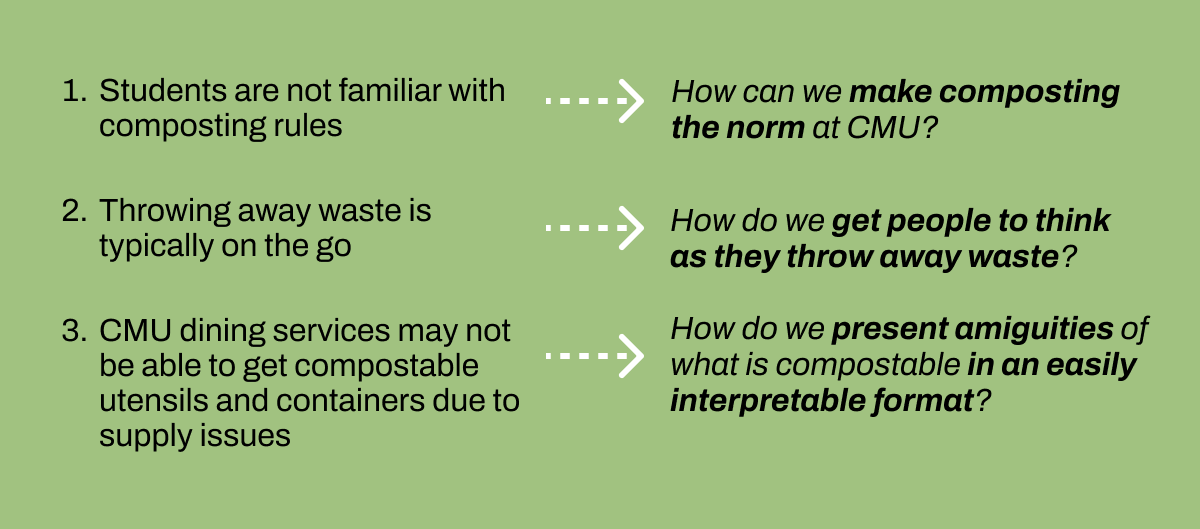 1. Students are not familiar with
composting rules
How can we make composting
the norm at CMU?
2. Throwing away waste is
typically on the go
How do we get people to think
as they throw away waste?
3. CMU dining services may not
be able to get compostable
utensils and containers due to
supply issues
How do we present amiguities of
what is compostable in an easily
interpretable format?